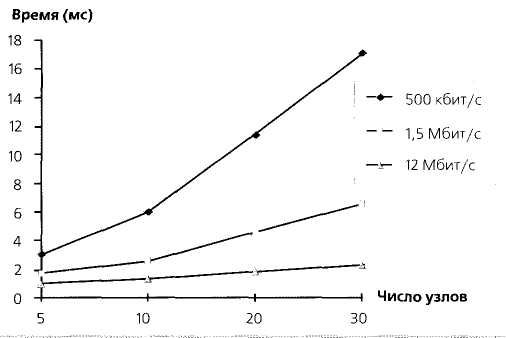 Время (мс)
18
16
14
12
10
8
6
4
2
0
5 10 20 30
Число узлов
500 кбит/с
1,5 Мбит/с
12 Мбит/с